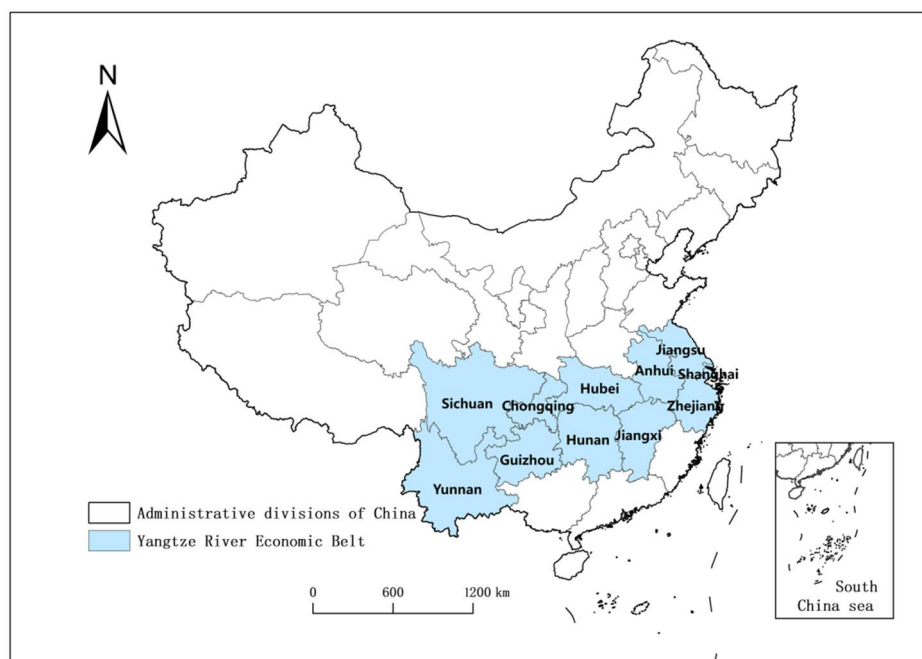 N
Jiangsu
Anhui
Shanghai
Hubei
Sichuan
Chongqing
Zhejiang
Hunan
Jiangxi
Guizhou
Yunnan
Administrative divisions of China
Yangtze River Economic Belt
0 600 1200 km
South
China sea